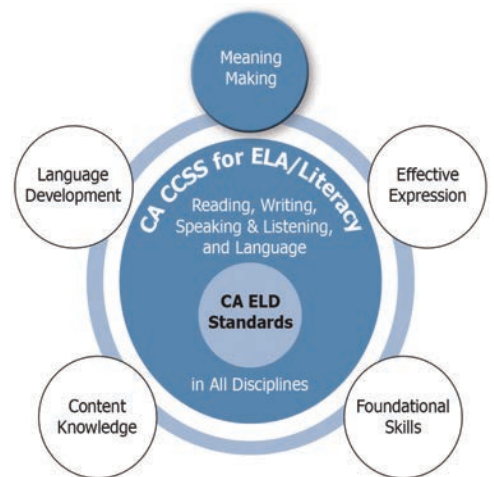 Meaning
Making
Language
Development
Effective
Expression
CA CCSS for ELA/Literacy
Reading, Writing,
Speaking & Listening,
and Language
CA ELD
Standards
in All Disciplines
Content
Knowledge
Foundational
Skills